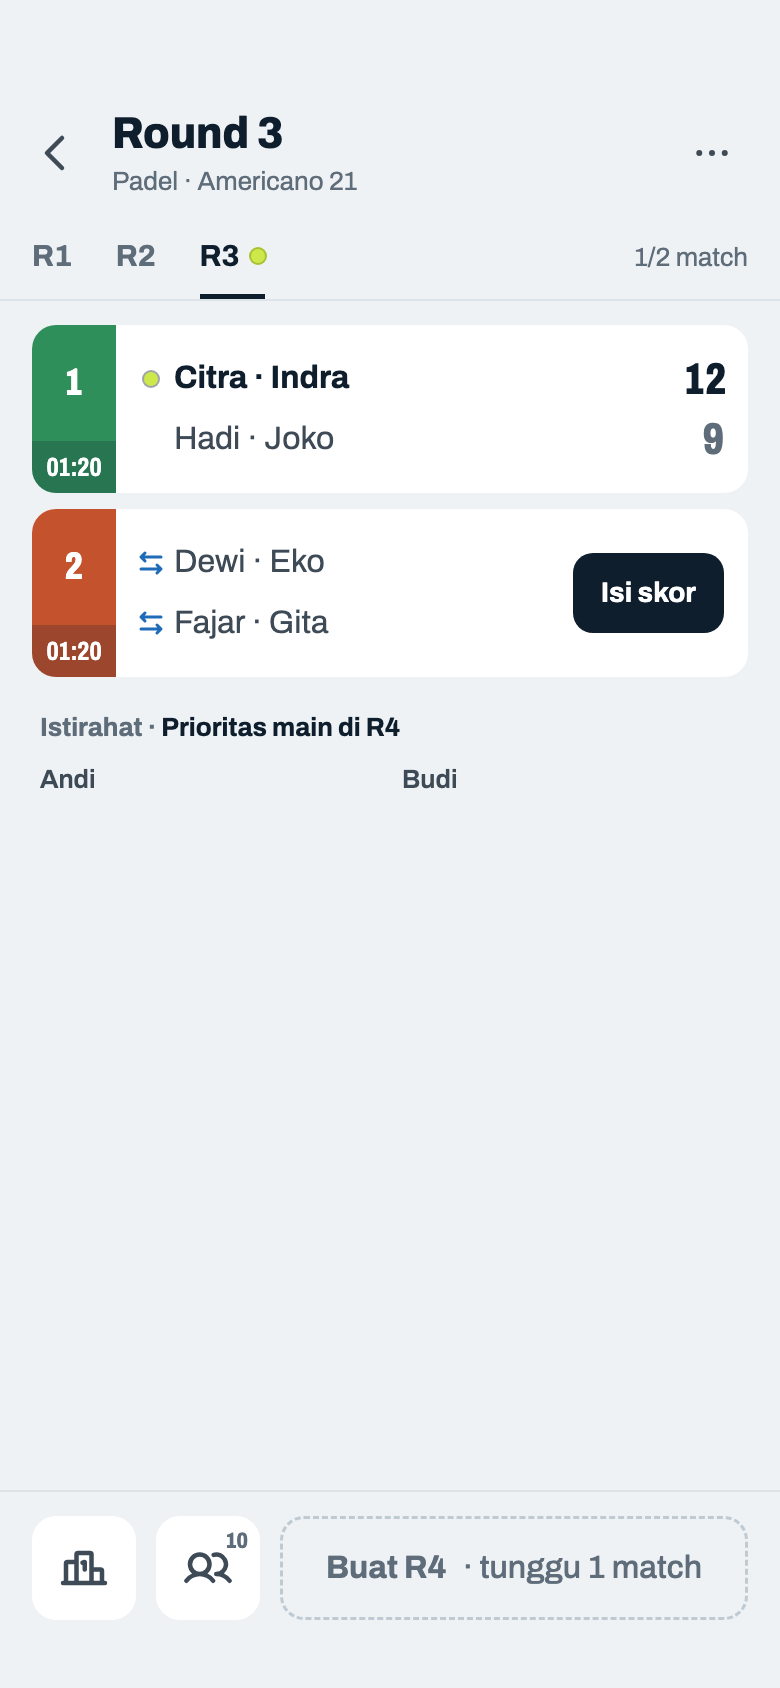 Round 3
Padel · Americano 21
R1 R2 R3 1/2 match
1 Citra · Indra 12
Hadi · Joko 9
01:20
2 Dewi · Eko
Fajar · Gita
Isi skor
01:20
Istirahat · Prioritas main di R4
Andi Budi
10
Buat R4 · tunggu 1 match